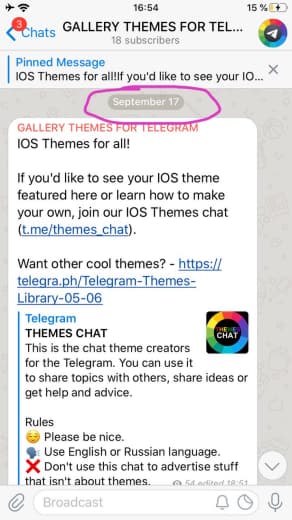 16:54
15 %
3
Chats
GALLERY THEMES FOR TEL...
18 subscribers
Pinned Message
IOS Themes for all!If you'd like to see your IO...
September 17
GALLERY THEMES FOR TELEGRAM
IOS Themes for all!
If you'd like to see your IOS theme
featured here or learn how to make
your own, join our IOS Themes chat
(t.me/themes_chat).
Want other cool themes? - https://
telegra.ph/Telegram-Themes-
Library-05-06
Telegram
THEMES CHAT
This is the chat theme creators
for the Telegram. You can use it
to share topics with others, share ideas or
get help and advice.
THEMES
CHAT
Rules
😊 Please be nice.
🗣 Use English or Russian language.
❌ Don't use this chat to advertise stuff
that isn't about themes.
54 edited 18:51
Broadcast